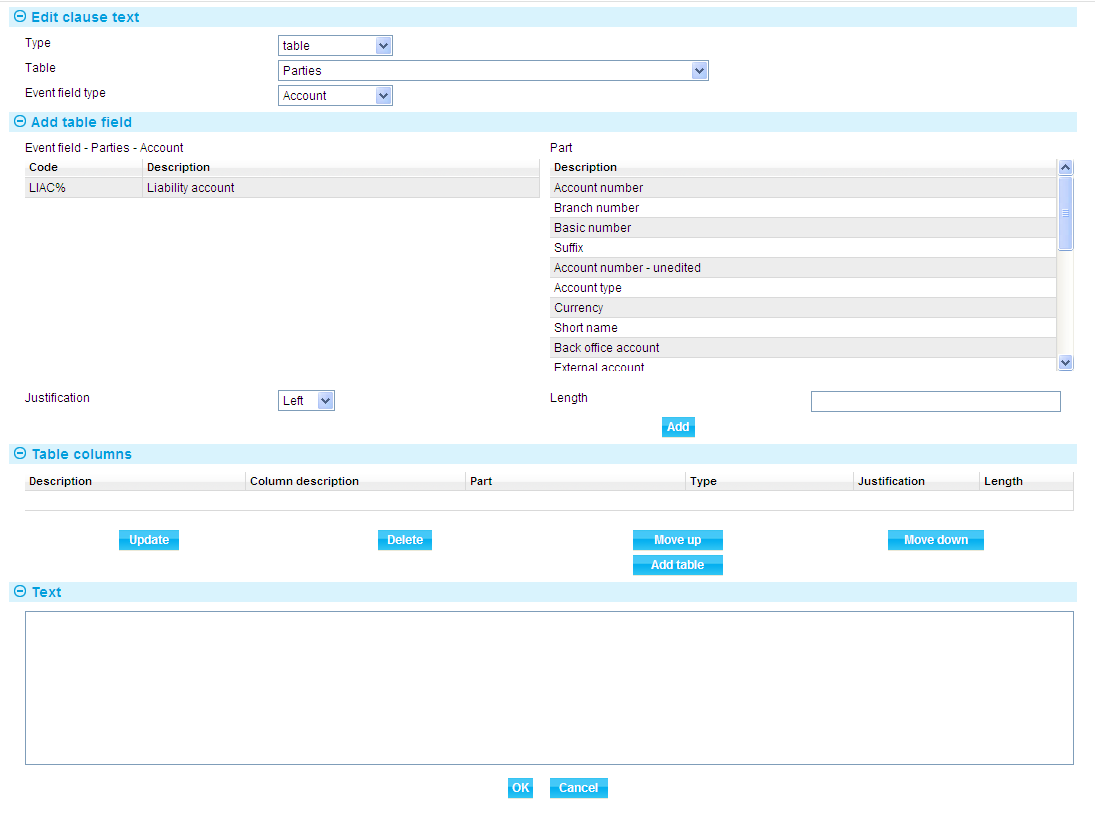 Edit clause text
Type table
Table Parties
Event field type Account
Add table field
Event field - Parties - Account Part
Code Description Description
LIAC% Liability account Account number
Branch number
Basic number
Suffix
Account number - unedited
Account type
Currency
Short name
Back office account
External account
Justification Left Length
Add
Table columns
Description Column description Part Type Justification Length
Update Delete Move up Move down
Add table
Text
OK Cancel